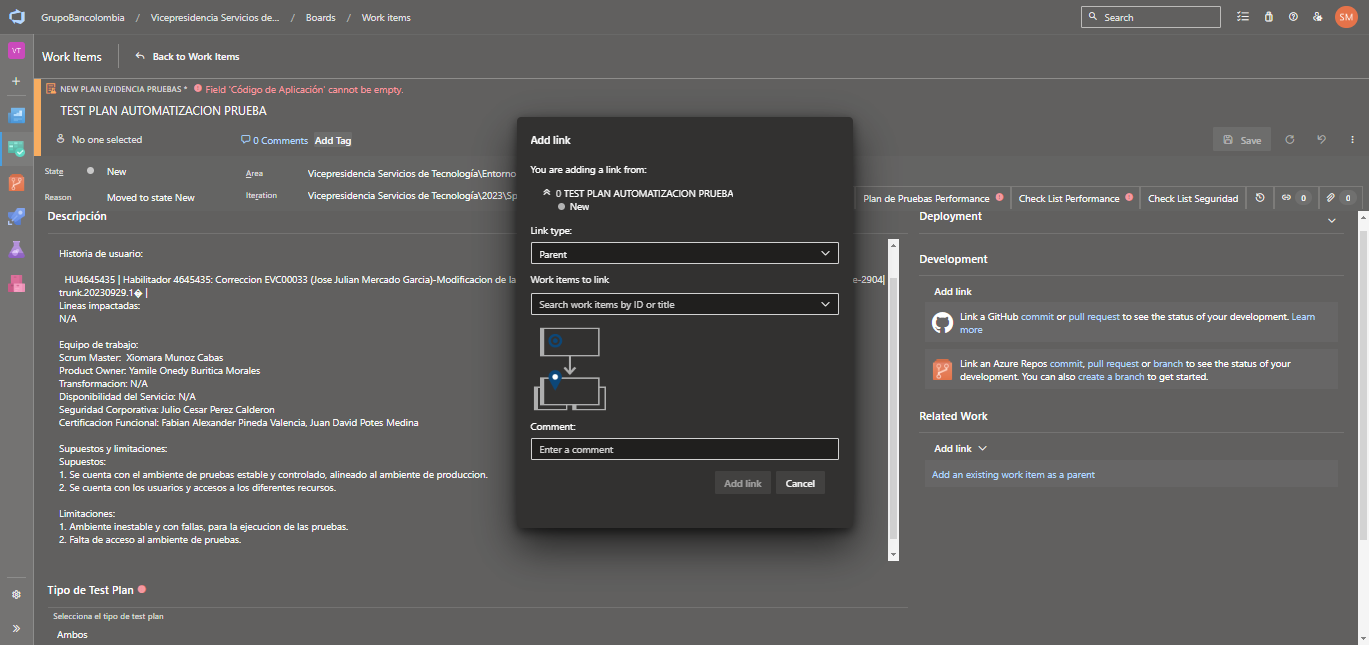 GrupoBancolombia / Vicepresidencia Servicios de... / Boards / Work items
Search
SM
VT
Work Items
Back to Work Items
NEW PLAN EVIDENCIA PRUEBAS * Field 'Código de Aplicación' cannot be empty.
TEST PLAN AUTOMATIZACION PRUEBA
No one selected
0 Comments
Add Tag
Save
State
New
Area
Vicepresidencia Servicios de Tecnología\Entorno
Reason
Moved to state New
Iteration
Vicepresidencia Servicios de Tecnología\2023\Sp
Plan de Pruebas Performance
Check List Performance
Check List Seguridad
0
0
Descripción
Historia de usuario:
HU4645435 | Habilitador 4645435: Correccion EVC00033 (Jose Julian Mercado Garcia)-Modificacion de la
e-2904|
trunk.20230929.1� |
Lineas impactadas:
N/A
Equipo de trabajo:
Scrum Master: Xiomara Munoz Cabas
Product Owner: Yamile Onedy Buritica Morales
Transformacion: N/A
Disponibilidad del Servicio: N/A
Seguridad Corporativa: Julio Cesar Perez Calderon
Certificacion Funcional: Fabian Alexander Pineda Valencia, Juan David Potes Medina
Supuestos y limitaciones:
Supuestos:
1. Se cuenta con el ambiente de pruebas estable y controlado, alineado al ambiente de produccion.
2. Se cuenta con los usuarios y accesos a los diferentes recursos.
Limitaciones:
1. Ambiente inestable y con fallas, para la ejecucion de las pruebas.
2. Falta de acceso al ambiente de pruebas.
Tipo de Test Plan
Selecciona el tipo de test plan
Ambos
Add link
You are adding a link from:
0 TEST PLAN AUTOMATIZACION PRUEBA
New
Link type:
Parent
Work items to link
Search work items by ID or title
Comment:
Enter a comment
Add link
Cancel
Deployment
Development
Add link
Link a GitHub commit or pull request to see the status of your development. Learn
more
Link an Azure Repos commit, pull request or branch to see the status of your
development. You can also create a branch to get started.
Related Work
Add link
Add an existing work item as a parent